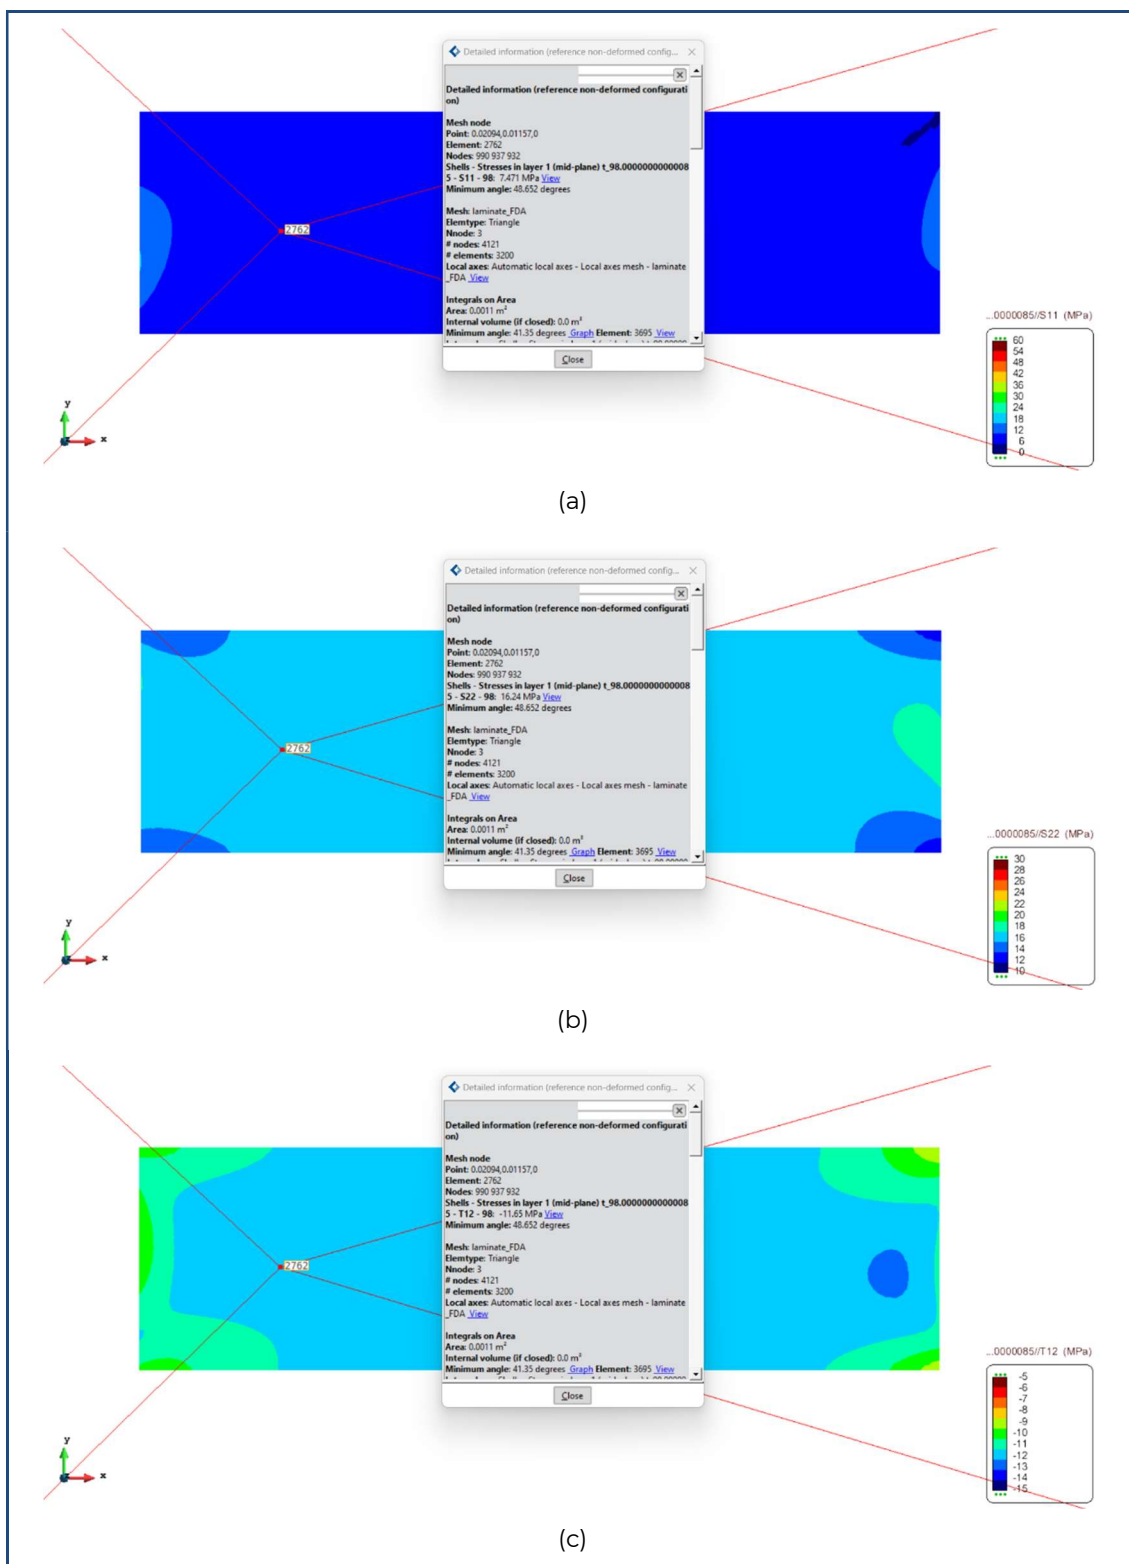 Detailed information (reference non-deformed config...
Detailed information (reference non-deformed configurati
on)
Mesh node
Point: 0.02094,0.01157,0
Element: 2762
Nodes: 990 937 932
Shells - Stresses in layer 1 (mid-plane) t_98.0000000000008
5 - S11 - 98: 7.471 MPa View
Minimum angle: 48.652 degrees
Mesh: laminate_FDA
Elemtype: Triangle
Nnode: 3
# nodes: 4121
# elements: 3200
Local axes: Automatic local axes - Local axes mesh - laminate
_FDA View
Integrals on Area
Area: 0.0011 m²
Internal volume (if closed): 0.0 m³
Minimum angle: 41.35 degrees Graph Element: 3695 View
Close
2762
y
x
...0000085//S11 (MPa)
60
54
48
42
36
30
24
18
12
6
0
(a)
Detailed information (reference non-deformed config...
Detailed information (reference non-deformed configurati
on)
Mesh node
Point: 0.02094,0.01157,0
Element: 2762
Nodes: 990 937 932
Shells - Stresses in layer 1 (mid-plane) t_98.0000000000008
5 - S22 - 98: 16.24 MPa View
Minimum angle: 48.652 degrees
Mesh: laminate_FDA
Elemtype: Triangle
Nnode: 3
# nodes: 4121
# elements: 3200
Local axes: Automatic local axes - Local axes mesh - laminate
_FDA View
Integrals on Area
Area: 0.0011 m²
Internal volume (if closed): 0.0 m³
Minimum angle: 41.35 degrees Graph Element: 3695 View
Close
2762
y
x
...0000085//S22 (MPa)
30
28
26
24
22
20
18
16
14
12
10
(b)
Detailed information (reference non-deformed config...
Detailed information (reference non-deformed configurati
on)
Mesh node
Point: 0.02094,0.01157,0
Element: 2762
Nodes: 990 937 932
Shells - Stresses in layer 1 (mid-plane) t_98.0000000000008
5 - T12 - 98: -11.65 MPa View
Minimum angle: 48.652 degrees
Mesh: laminate_FDA
Elemtype: Triangle
Nnode: 3
# nodes: 4121
# elements: 3200
Local axes: Automatic local axes - Local axes mesh - laminate
_FDA View
Integrals on Area
Area: 0.0011 m²
Internal volume (if closed): 0.0 m³
Minimum angle: 41.35 degrees Graph Element: 3695 View
Close
2762
y
x
...0000085//T12 (MPa)
-5
-6
-7
-8
-9
-10
-11
-12
-13
-14
-15
(c)